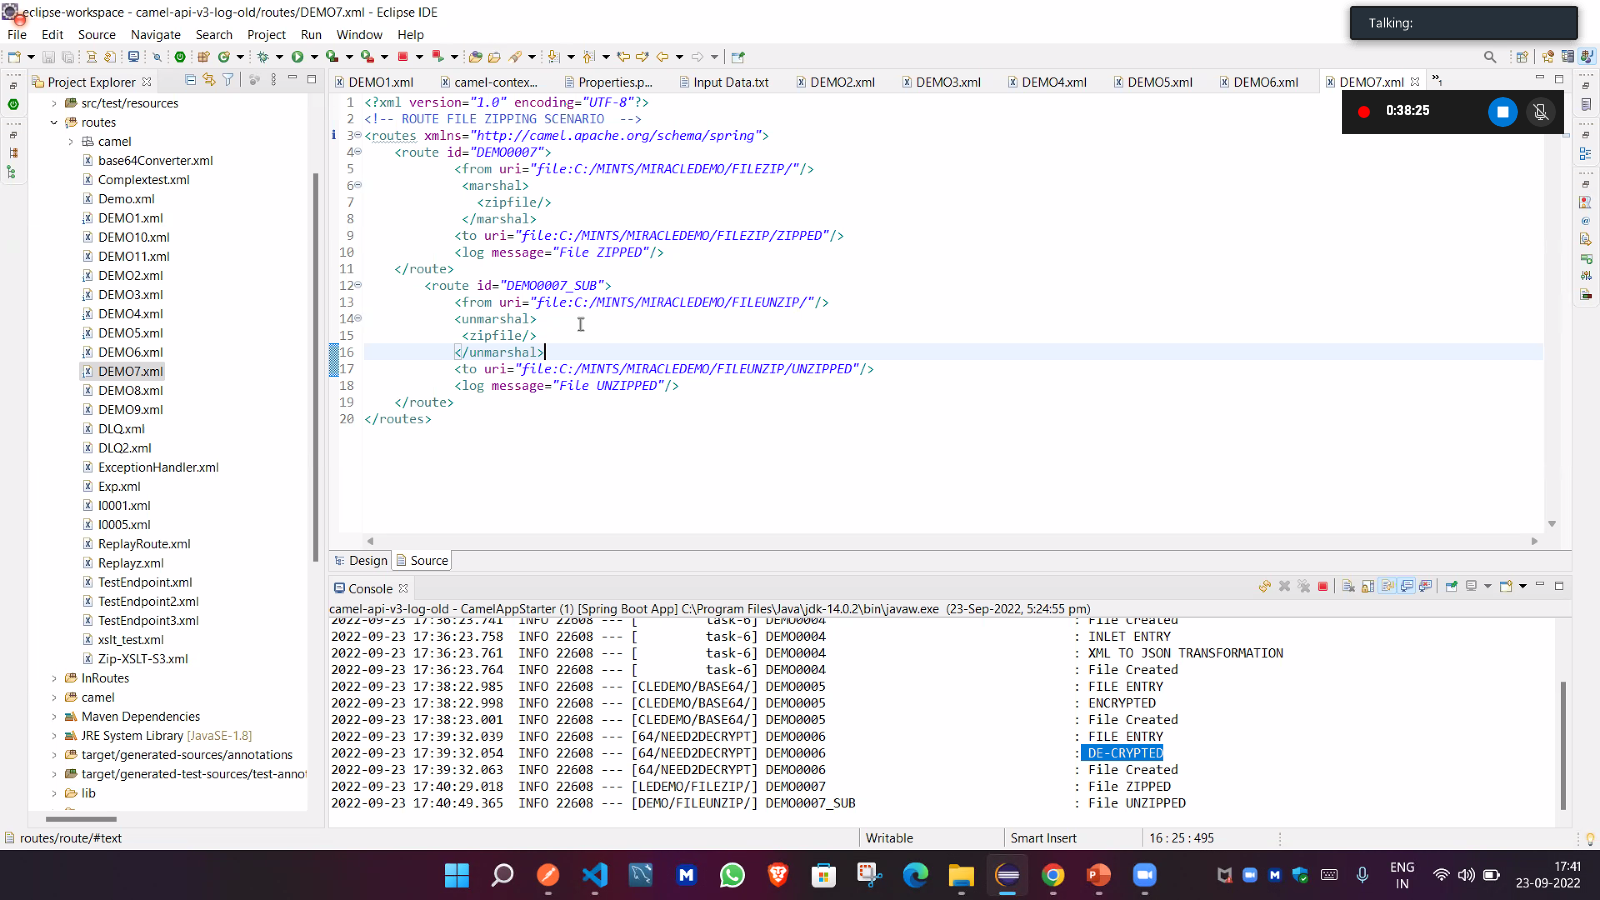 eclipse-workspace - camel-api-v3-log-old/routes/DEMO7.xml - Eclipse IDE
Talking:
File Edit Source Navigate Search Project Run Window Help
Project Explorer
DEMO1.xml camel-contex... Properties.p... Input Data.txt DEMO2.xml DEMO3.xml DEMO4.xml DEMO5.xml DEMO6.xml DEMO7.xml »1
0:38:25
src/test/resources
routes
camel
base64Converter.xml
Complextest.xml
Demo.xml
DEMO1.xml
DEMO10.xml
DEMO11.xml
DEMO2.xml
DEMO3.xml
DEMO4.xml
DEMO5.xml
DEMO6.xml
DEMO7.xml
DEMO8.xml
DEMO9.xml
DLQ.xml
DLQ2.xml
ExceptionHandler.xml
Exp.xml
I0001.xml
I0005.xml
ReplayRoute.xml
Replayz.xml
TestEndpoint.xml
TestEndpoint2.xml
TestEndpoint3.xml
xslt_test.xml
Zip-XSLT-S3.xml
InRoutes
camel
Maven Dependencies
JRE System Library [JavaSE-1.8]
target/generated-sources/annotations
target/generated-test-sources/test-annot
lib
1 <?xml version="1.0" encoding="UTF-8"?>
2 <!-- ROUTE FILE ZIPPING SCENARIO -->
3 <routes xmlns="http://camel.apache.org/schema/spring">
4 <route id="DEMO0007">
5 <from uri="file:C:/MINTS/MIRACLEDEMO/FILEZIP/"/>
6 <marshal>
7 <zipfile/>
8 </marshal>
9 <to uri="file:C:/MINTS/MIRACLEDEMO/FILEZIP/ZIPPED"/>
10 <log message="File ZIPPED"/>
11 </route>
12 <route id="DEMO0007_SUB">
13 <from uri="file:C:/MINTS/MIRACLEDEMO/FILEUNZIP/"/>
14 <unmarshal>
15 <zipfile/>
16 </unmarshal>
17 <to uri="file:C:/MINTS/MIRACLEDEMO/FILEUNZIP/UNZIPPED"/>
18 <log message="File UNZIPPED"/>
19 </route>
20 </routes>
Design Source
Console
camel-api-v3-log-old - CamelAppStarter (1) [Spring Boot App] C:\Program Files\Java\jdk-14.0.2\bin\javaw.exe (23-Sep-2022, 5:24:55 pm)
2022-09-23 17:36:23.741 INFO 22608 --- [ task-6] DEMO0004 : File Created
2022-09-23 17:36:23.758 INFO 22608 --- [ task-6] DEMO0004 : INLET ENTRY
2022-09-23 17:36:23.761 INFO 22608 --- [ task-6] DEMO0004 : XML TO JSON TRANSFORMATION
2022-09-23 17:36:23.764 INFO 22608 --- [ task-6] DEMO0004 : File Created
2022-09-23 17:38:22.985 INFO 22608 --- [CLEDEMO/BASE64/] DEMO0005 : FILE ENTRY
2022-09-23 17:38:22.998 INFO 22608 --- [CLEDEMO/BASE64/] DEMO0005 : ENCRYPTED
2022-09-23 17:38:23.001 INFO 22608 --- [CLEDEMO/BASE64/] DEMO0005 : File Created
2022-09-23 17:39:32.039 INFO 22608 --- [64/NEED2DECRYPT] DEMO0006 : FILE ENTRY
2022-09-23 17:39:32.054 INFO 22608 --- [64/NEED2DECRYPT] DEMO0006 : DE-CRYPTED
2022-09-23 17:39:32.063 INFO 22608 --- [64/NEED2DECRYPT] DEMO0006 : File Created
2022-09-23 17:40:29.018 INFO 22608 --- [LEDEMO/FILEZIP/] DEMO0007 : File ZIPPED
2022-09-23 17:40:49.365 INFO 22608 --- [DEMO/FILEUNZIP/] DEMO0007_SUB : File UNZIPPED
routes/route/#text
Writable
Smart Insert
16 : 25 : 495
ENG
IN
17:41
23-09-2022